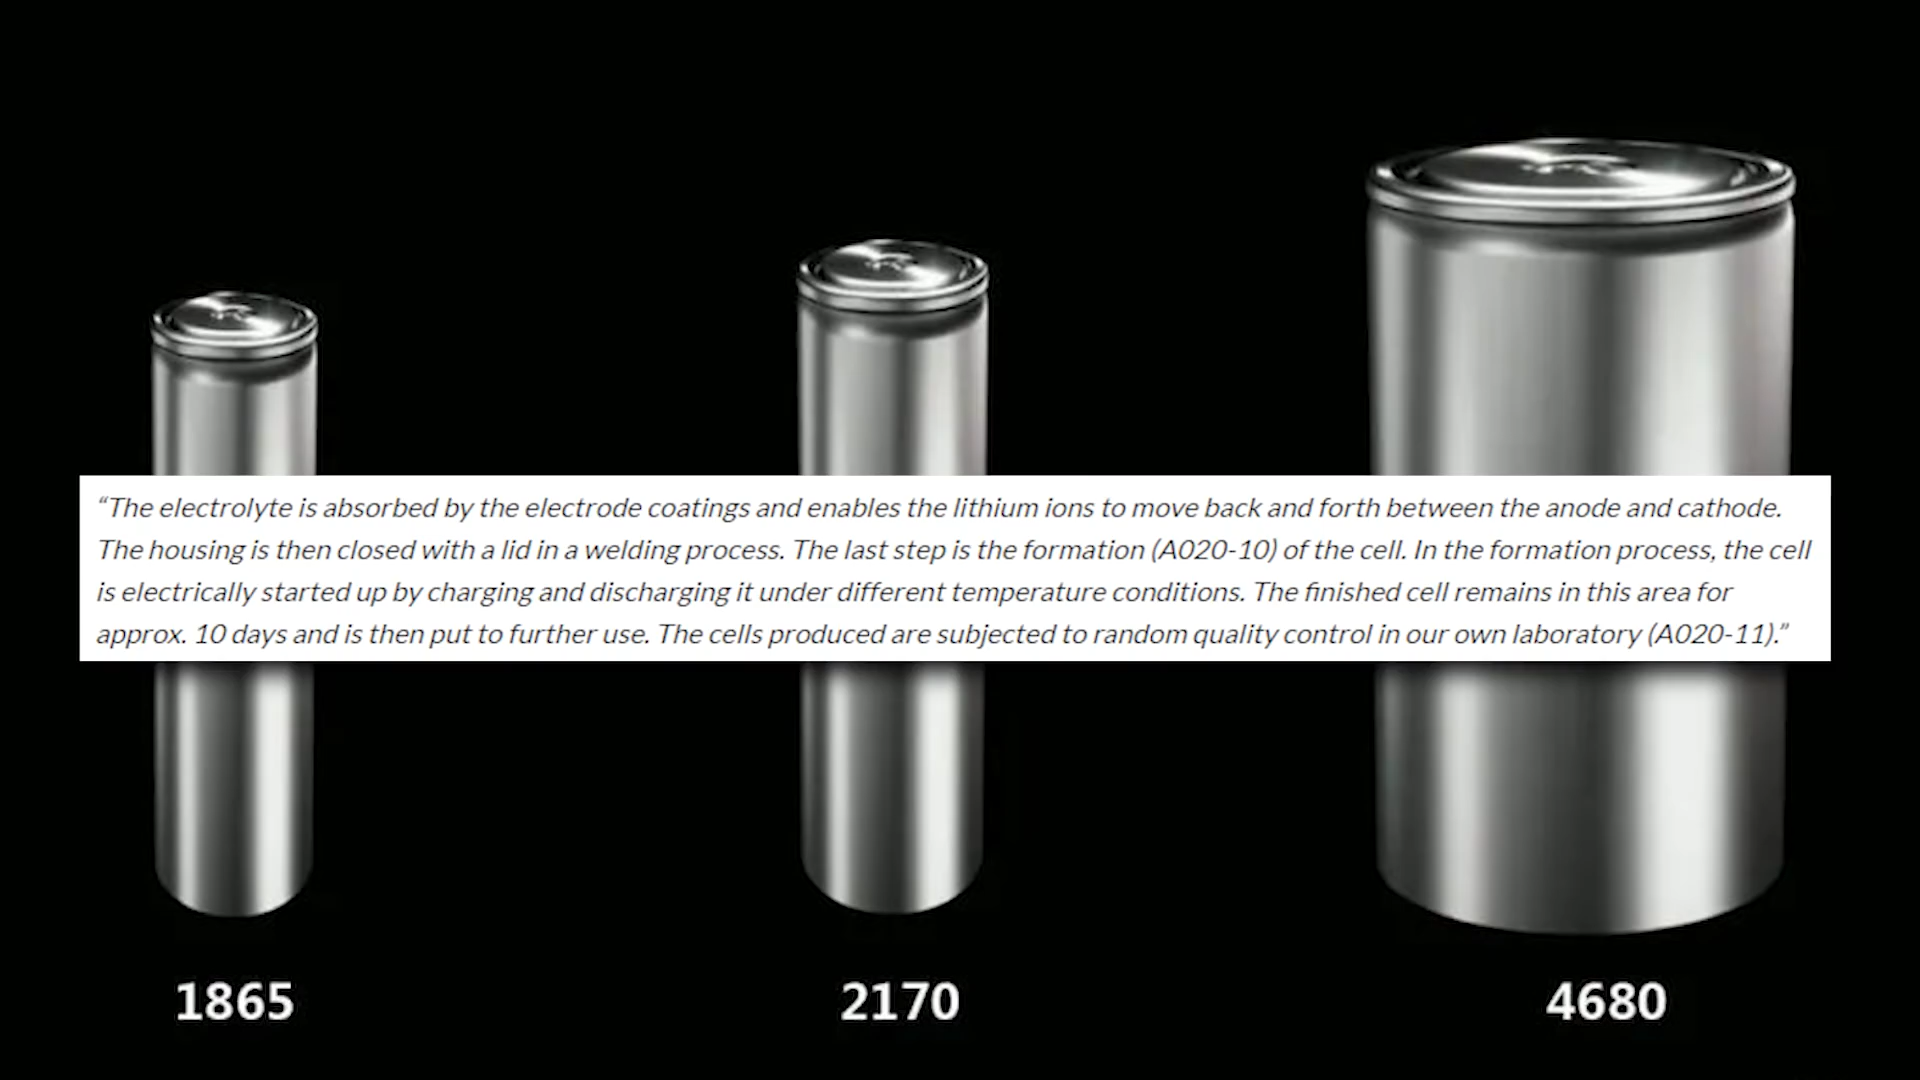 “The electrolyte is absorbed by the electrode coatings and enables the lithium ions to move back and forth between the anode and cathode.
The housing is then closed with a lid in a welding process. The last step is the formation (A020-10) of the cell. In the formation process, the cell
is electrically started up by charging and discharging it under different temperature conditions. The finished cell remains in this area for
approx. 10 days and is then put to further use. The cells produced are subjected to random quality control in our own laboratory (A020-11).”
1865
2170
4680